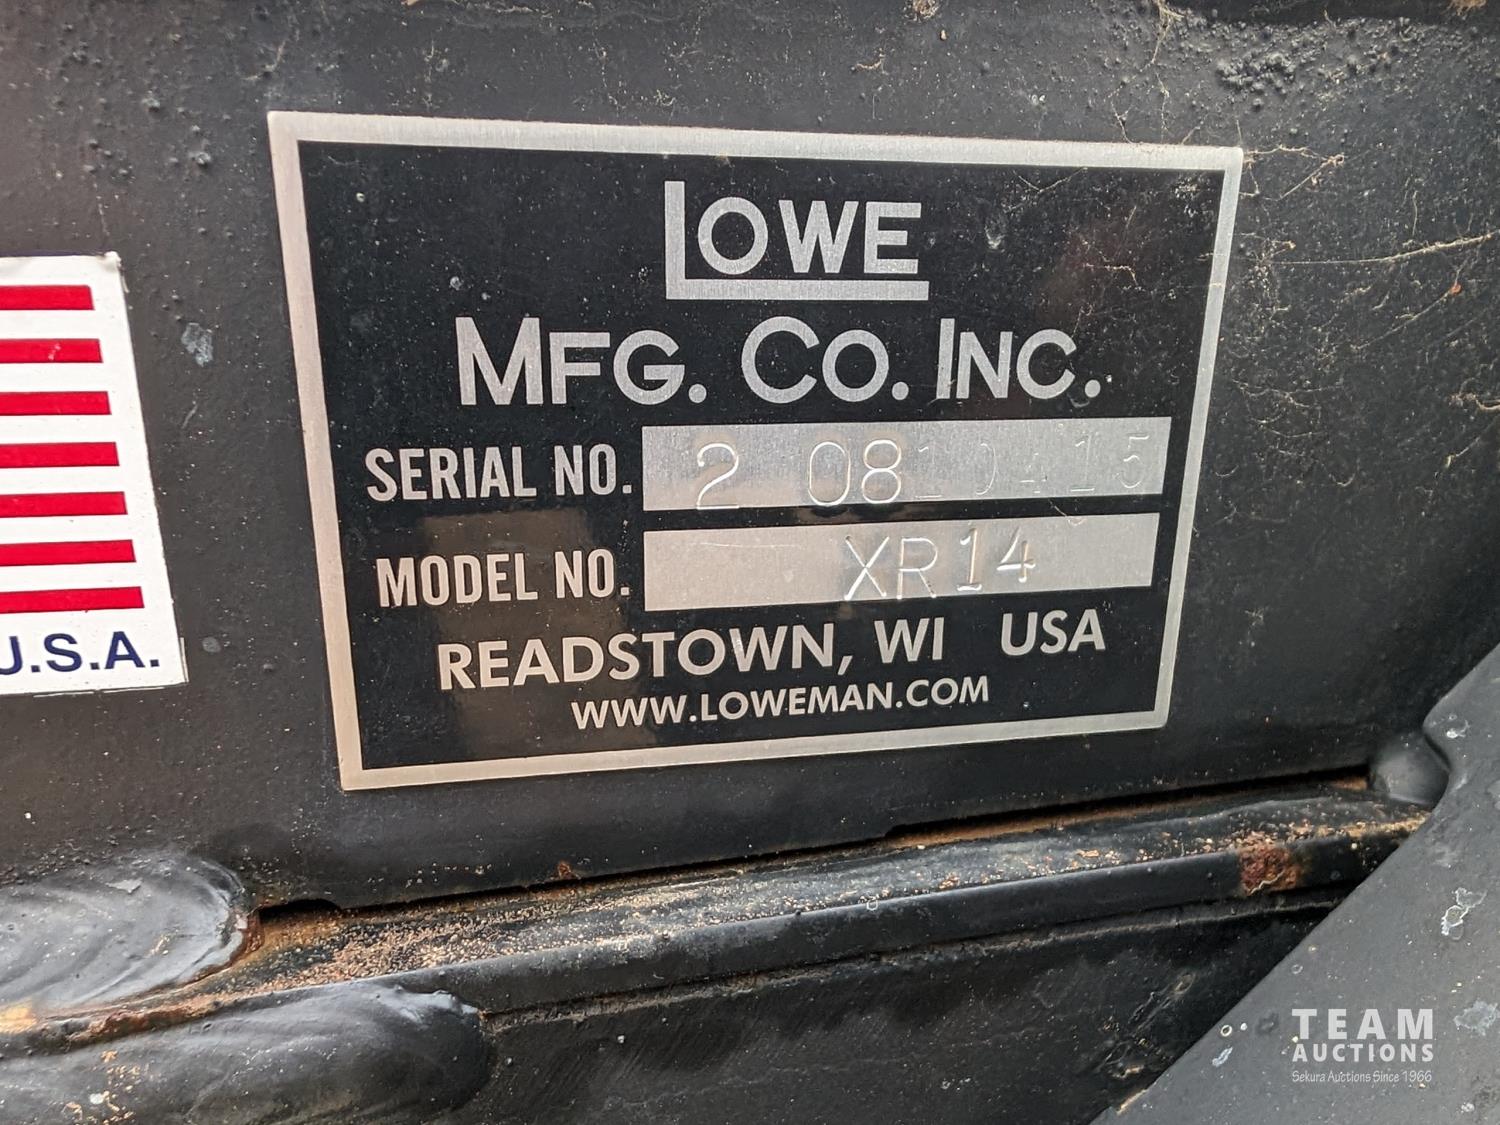 LOWE
MFG. CO. INC.
SERIAL NO. 2 0810415
MODEL NO. XR14
READSTOWN, WI USA
WWW.LOWEMAN.COM
U.S.A.
TEAM
AUCTIONS
Sekura Auctions Since 1966